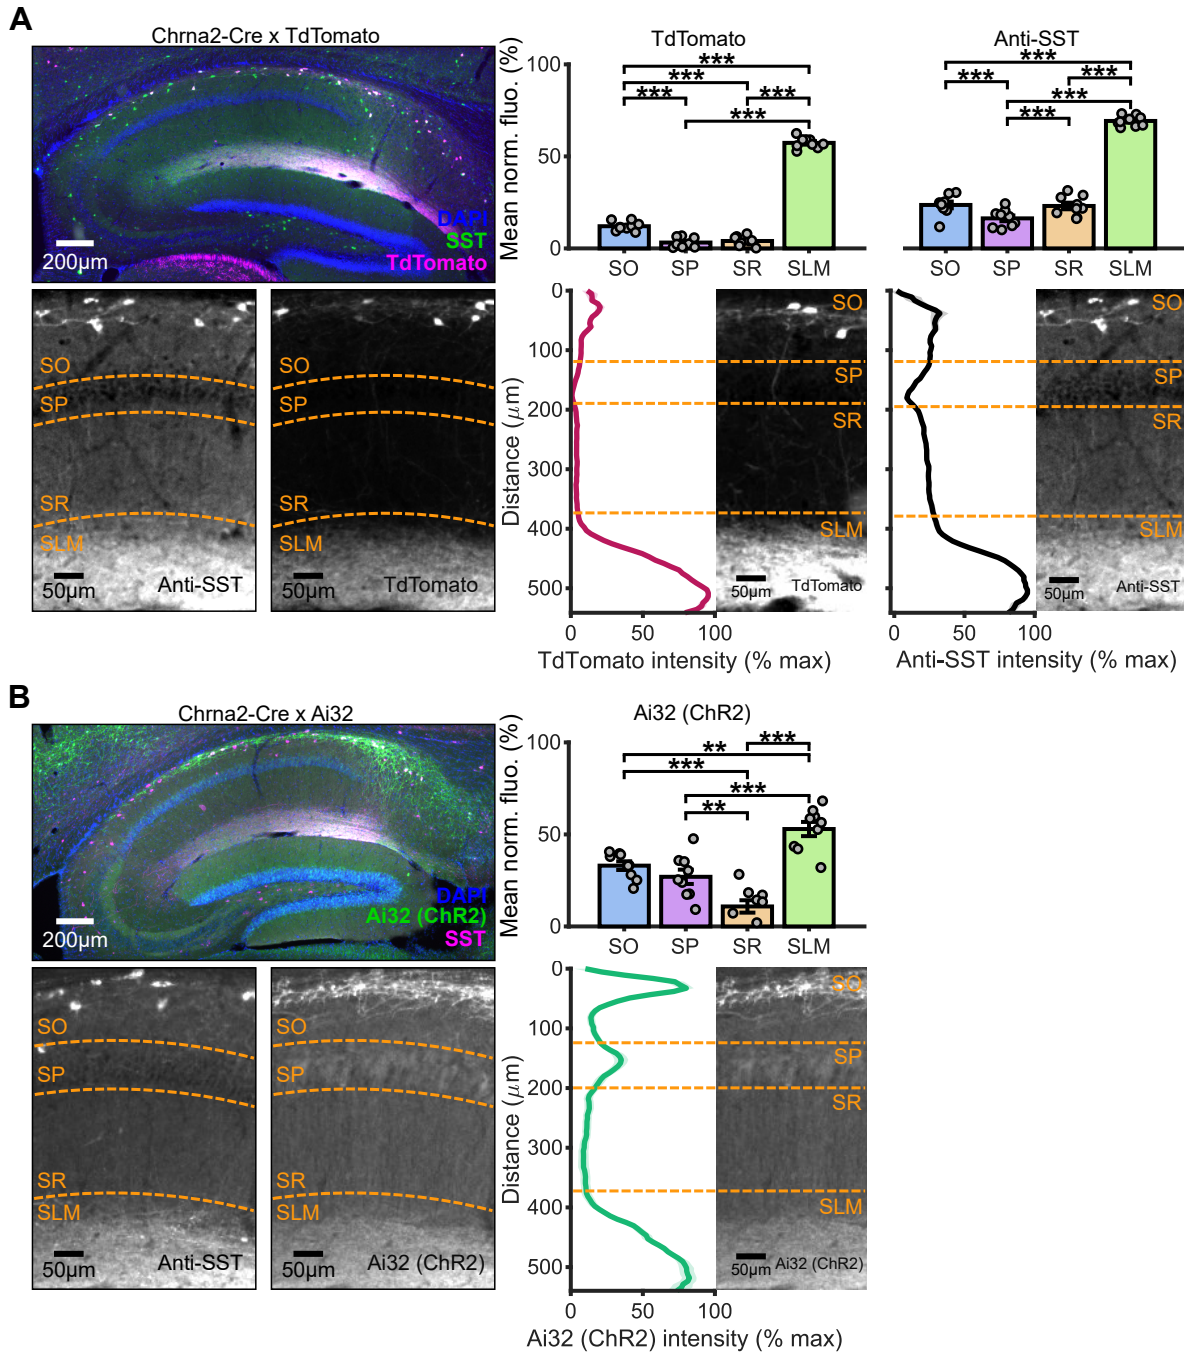 A
Chrna2-Cre x TdTomato
DAPI
SST
TdTomato
200μm
TdTomato
Mean norm. fluo. (%)
100
50
0
***
***
***
***
***
SO
SP
SR
SLM
Anti-SST
***
***
***
***
***
SO
SP
SR
SLM
SO
SP
SR
SLM
50μm
Anti-SST
SO
SP
SR
SLM
50μm
TdTomato
Distance (μm)
0
100
200
300
400
500
SO
SP
SR
SLM
50μm
TdTomato
0
50
100
TdTomato intensity (% max)
SO
SP
SR
SLM
50μm
Anti-SST
0
50
100
Anti-SST intensity (% max)
B
Chrna2-Cre x Ai32
DAPI
Ai32 (ChR2)
SST
200μm
Ai32 (ChR2)
Mean norm. fluo. (%)
100
50
0
***
**
***
***
**
SO
SP
SR
SLM
SO
SP
SR
SLM
50μm
Anti-SST
SO
SP
SR
SLM
50μm
Ai32 (ChR2)
Distance (μm)
0
100
200
300
400
500
SO
SP
SR
SLM
50μm
Ai32 (ChR2)
0
50
100
Ai32 (ChR2) intensity (% max)